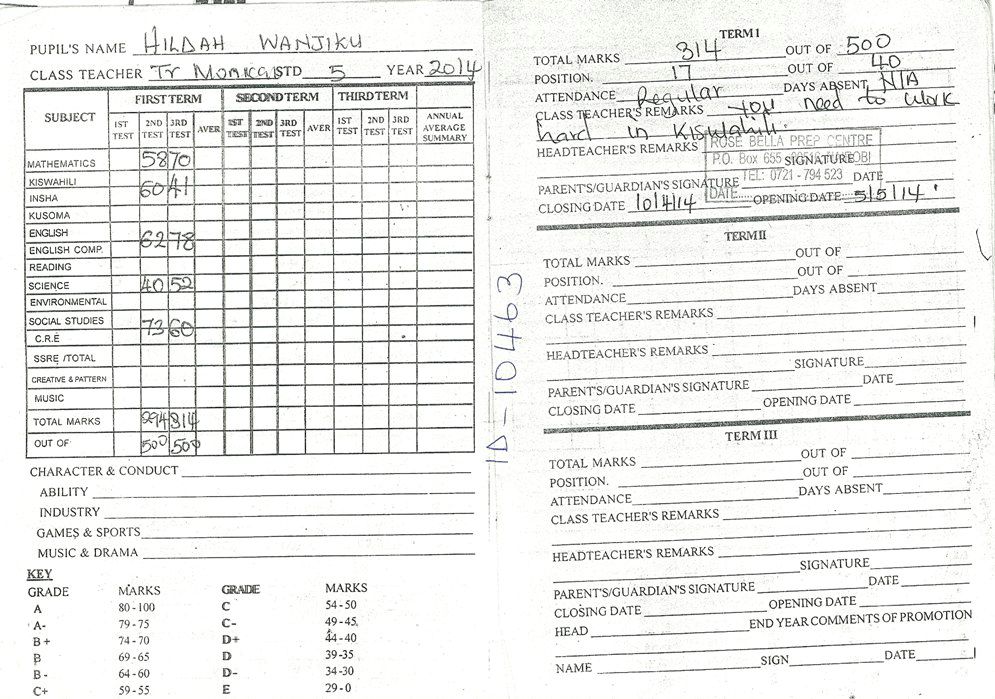 PUPIL'S NAME HILDAH WANJIKU
CLASS TEACHER Tr Monica STD 5 YEAR 2014
SUBJECT FIRST TERM SECOND TERM THIRD TERM
1ST TEST 2ND TEST 3RD TEST AVER 1ST TEST 2ND TEST 3RD TEST AVER 1ST TEST 2ND TEST 3RD TEST ANNUAL AVERAGE SUMMARY
MATHEMATICS 58 70
KISWAHILI 60 41
INSHA
KUSOMA
ENGLISH 62 78
ENGLISH COMP.
READING
SCIENCE 40 52
ENVIRONMENTAL
SOCIAL STUDIES 73 60
C.R.E
SSRE /TOTAL
CREATIVE & PATTERN
MUSIC
TOTAL MARKS 294 314
OUT OF 500 500
CHARACTER & CONDUCT
ABILITY
INDUSTRY
GAMES & SPORTS
MUSIC & DRAMA
KEY
GRADE MARKS GRADE MARKS
A 80-100 C 54-50
A- 79-75 C- 49-45
B+ 74-70 D+ 44-40
B 69-65 D 39-35
B- 64-60 D- 34-30
C+ 59-55 E 29-0
ID-10463
TERM I
TOTAL MARKS 314 OUT OF 500
POSITION. 17 OUT OF 40
ATTENDANCE Regular DAYS ABSENT N/A
CLASS TEACHER'S REMARKS you need to work
hard in Kiswahili.
HEADTEACHER'S REMARKS
ROSE BELLA PREP CENTRE
P.O. Box 655 SIGNATURE
TEL: 0721-794 523
PARENT'S/GUARDIAN'S SIGNATURE DATE
DATE
CLOSING DATE 10/4/14 OPENING DATE 5/5/14
TERM II
TOTAL MARKS OUT OF
POSITION. OUT OF
ATTENDANCE DAYS ABSENT
CLASS TEACHER'S REMARKS
HEADTEACHER'S REMARKS
SIGNATURE
PARENT'S/GUARDIAN'S SIGNATURE DATE
CLOSING DATE OPENING DATE
TERM III
TOTAL MARKS OUT OF
POSITION. OUT OF
ATTENDANCE DAYS ABSENT
CLASS TEACHER'S REMARKS
HEADTEACHER'S REMARKS
SIGNATURE
PARENT'S/GUARDIAN'S SIGNATURE DATE
CLOSING DATE OPENING DATE
HEAD END YEAR COMMENTS OF PROMOTION
NAME SIGN DATE